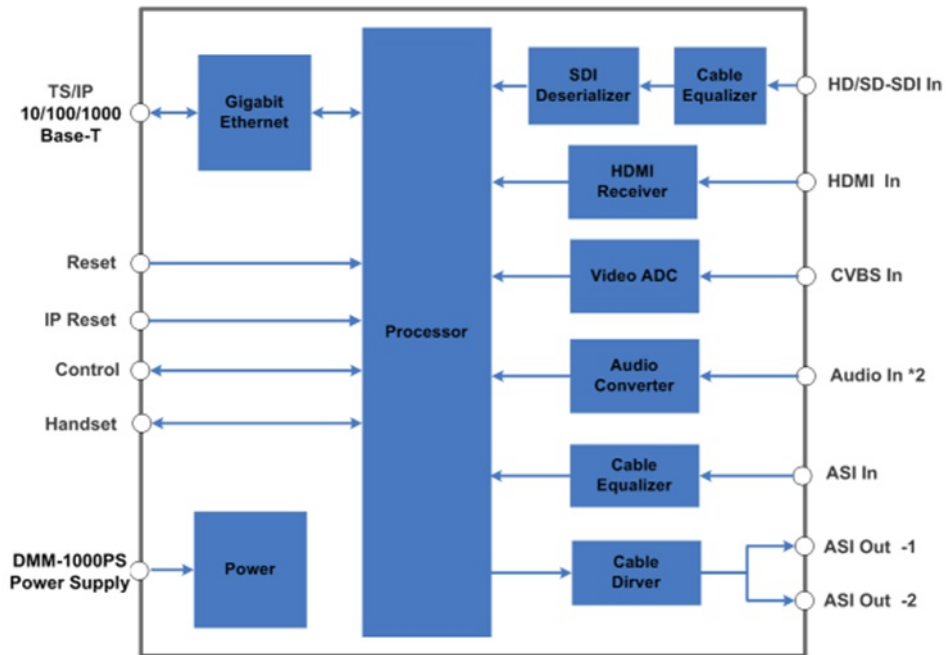 TS/IP
10/100/1000
Base-T
Gigabit
Ethernet
Reset
IP Reset
Control
Handset
DMM-1000PS
Power Supply
Power
Processor
SDI
Deserializer
Cable
Equalizer
HD/SD-SDI In
HDMI
Receiver
HDMI In
Video ADC
CVBS In
Audio
Converter
Audio In *2
Cable
Equalizer
ASI In
Cable
Dirver
ASI Out -1
ASI Out -2